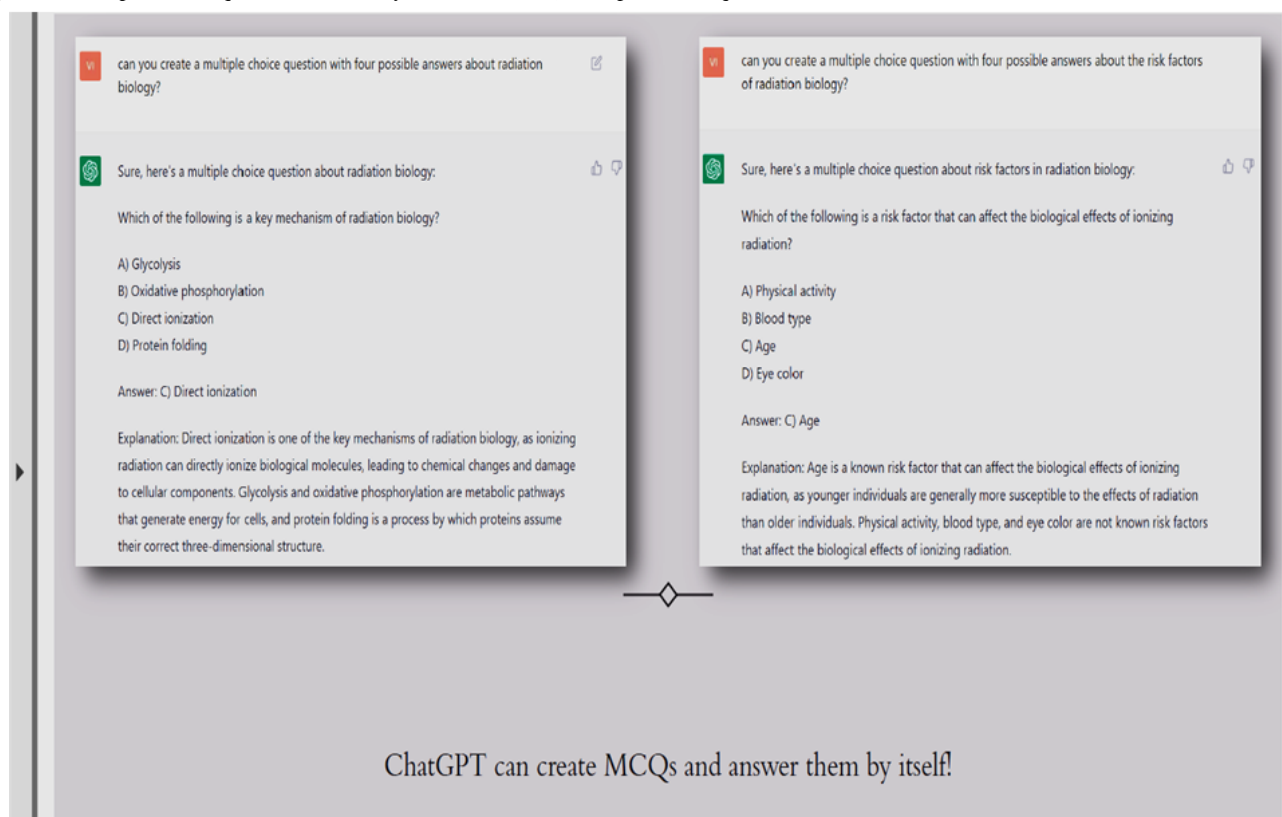 VI
can you create a multiple choice question with four possible answers about radiation
biology?
Sure, here's a multiple choice question about radiation biology:
Which of the following is a key mechanism of radiation biology?
A) Glycolysis
B) Oxidative phosphorylation
C) Direct ionization
D) Protein folding
Answer: C) Direct ionization
Explanation: Direct ionization is one of the key mechanisms of radiation biology, as ionizing
radiation can directly ionize biological molecules, leading to chemical changes and damage
to cellular components. Glycolysis and oxidative phosphorylation are metabolic pathways
that generate energy for cells, and protein folding is a process by which proteins assume
their correct three-dimensional structure.
VI
can you create a multiple choice question with four possible answers about the risk factors
of radiation biology?
Sure, here's a multiple choice question about risk factors in radiation biology:
Which of the following is a risk factor that can affect the biological effects of ionizing
radiation?
A) Physical activity
B) Blood type
C) Age
D) Eye color
Answer: C) Age
Explanation: Age is a known risk factor that can affect the biological effects of ionizing
radiation, as younger individuals are generally more susceptible to the effects of radiation
than older individuals. Physical activity, blood type, and eye color are not known risk factors
that affect the biological effects of ionizing radiation.
ChatGPT can create MCQs and answer them by itself!